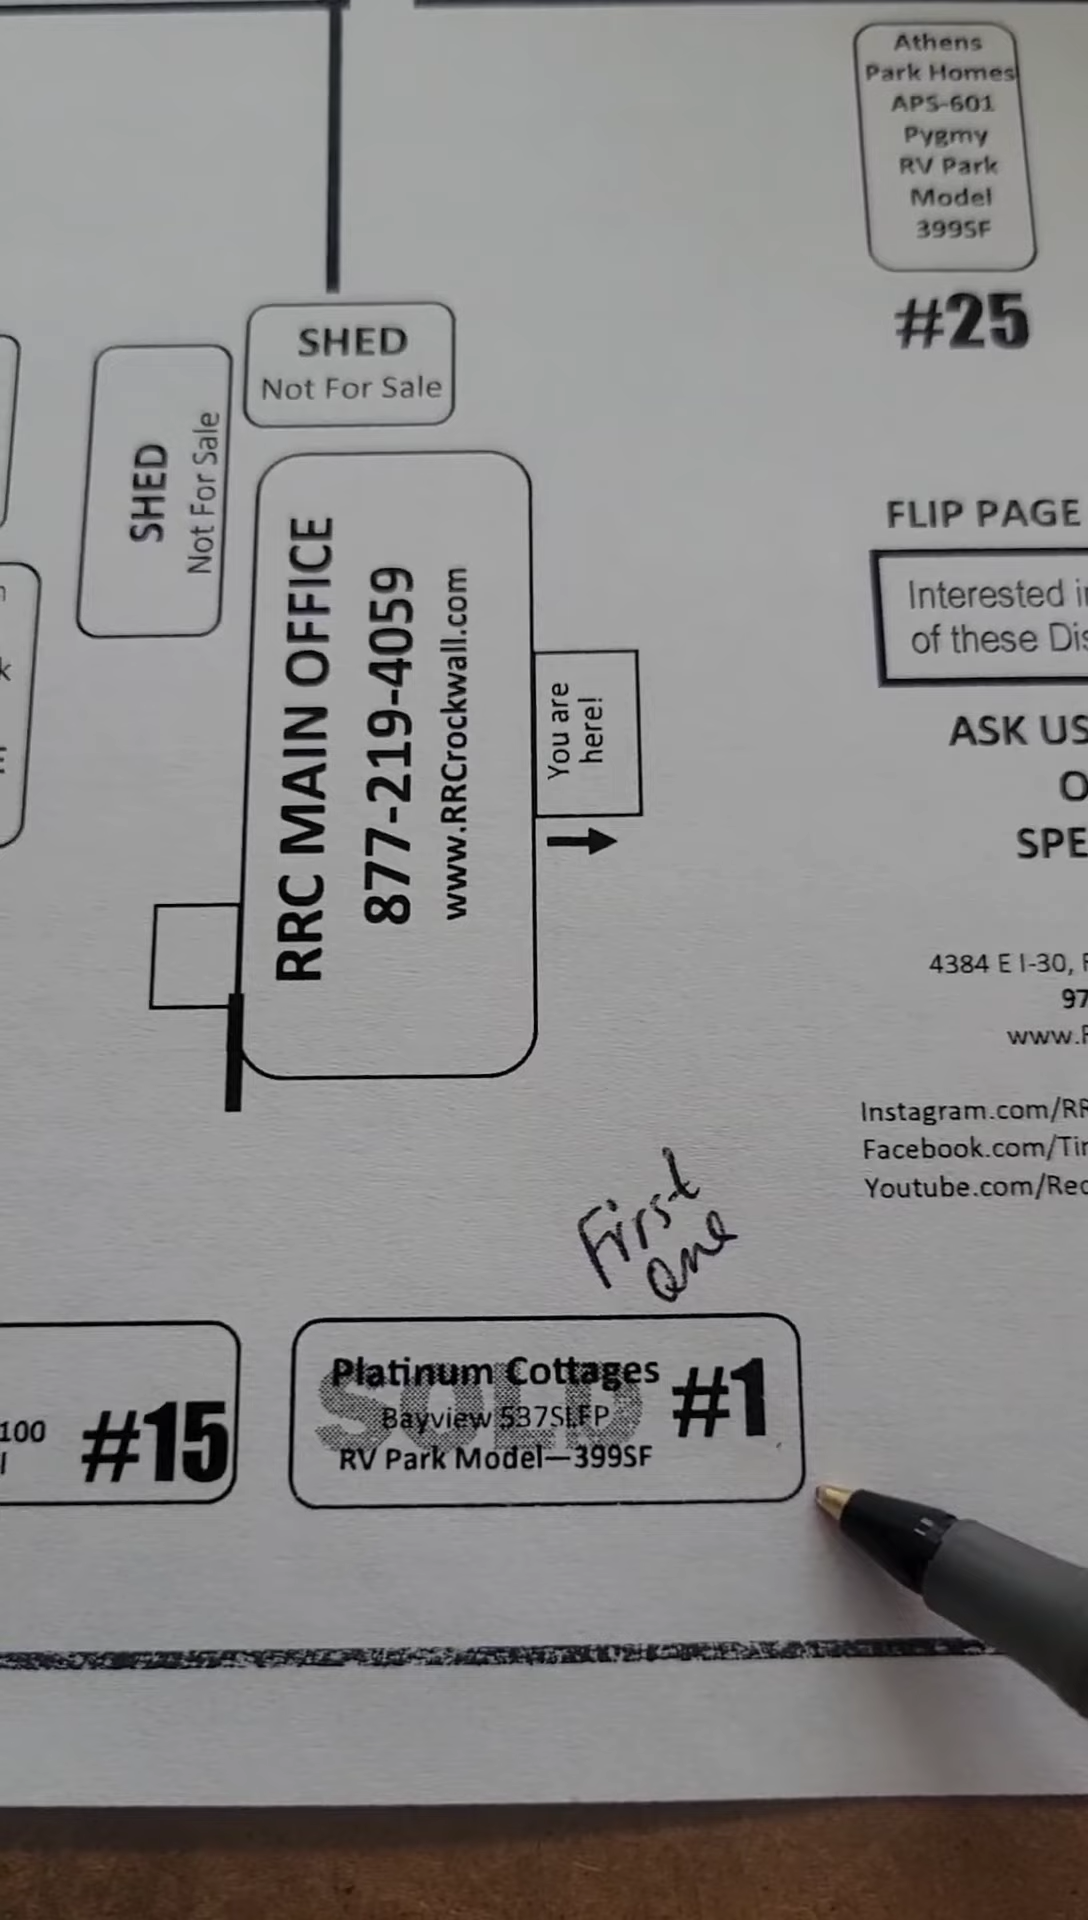 Athens
Park Homes
APS-601
Pygmy
RV Park
Model
399SF
#25
SHED
Not For Sale
SHED
Not For Sale
RRC MAIN OFFICE
877-219-4059
www.RRCrockwall.com
You are
here!
FLIP PAGE
Interested i
of these Dis
ASK US
O
SPE
4384 E I-30,
97
www.
Instagram.com/RR
Facebook.com/Tin
Youtube.com/Rec
First
one
100
#15
Platinum Cottages
Bayview 537SLFP
RV Park Model—399SF
#1
SOLD